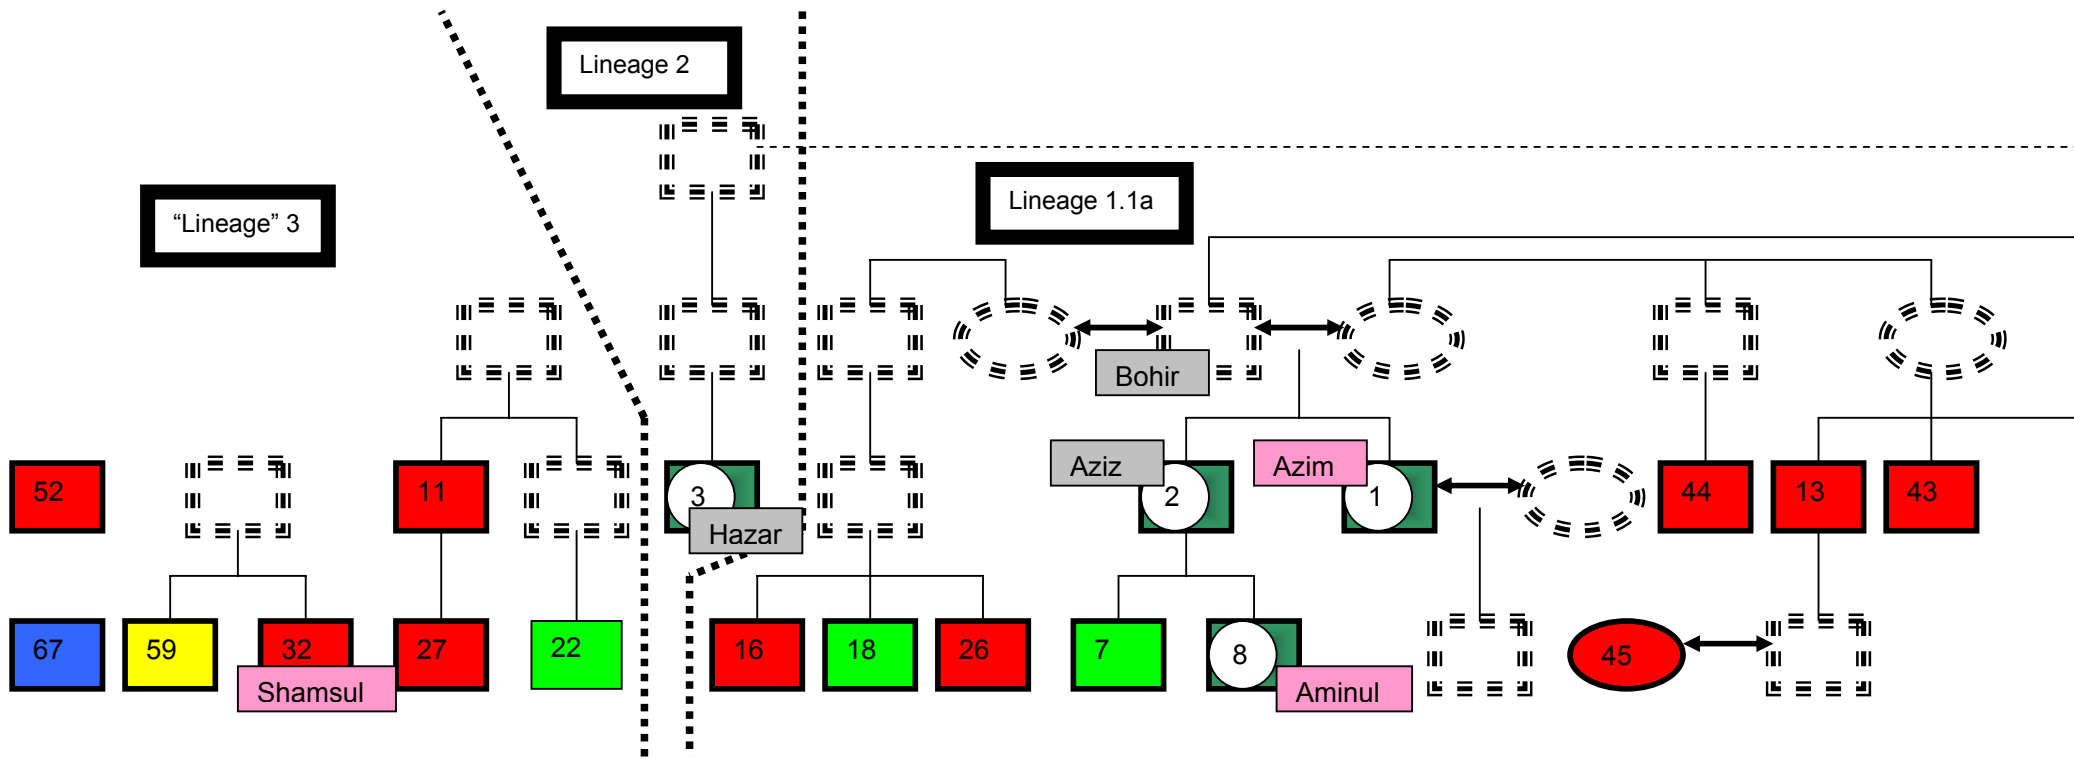 Lineage 2
Lineage 1.1a
“Lineage” 3
Bohir
Aziz
Azim
52
11
3
2
1
44
13
43
Hazar
67
59
32
27
22
16
18
26
7
8
45
Shamsul
Aminul